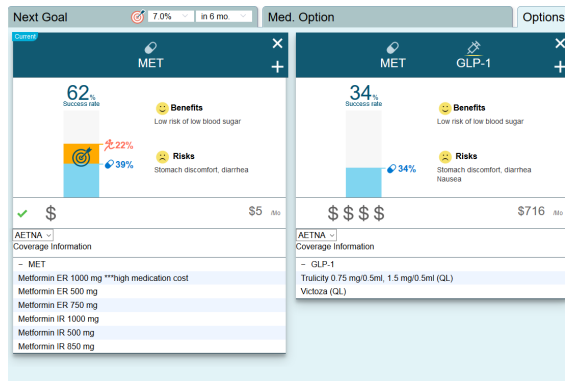 Next Goal
7.0%
in 6 mo.
Med. Option
Options
Current
MET
62%
Success rate
22%
39%
Benefits
Low risk of low blood sugar
Risks
Stomach discomfort, diarrhea
$
$5 /Mo
AETNA
Coverage Information
− MET
Metformin ER 1000 mg ***high medication cost
Metformin ER 500 mg
Metformin ER 750 mg
Metformin IR 1000 mg
Metformin IR 500 mg
Metformin IR 850 mg
MET
GLP-1
34%
Success rate
34%
Benefits
Low risk of low blood sugar
Risks
Stomach discomfort, diarrhea
Nausea
$ $ $ $
$716 /Mo
AETNA
Coverage Information
− GLP-1
Trulicity 0.75 mg/0.5ml, 1.5 mg/0.5ml (QL)
Victoza (QL)